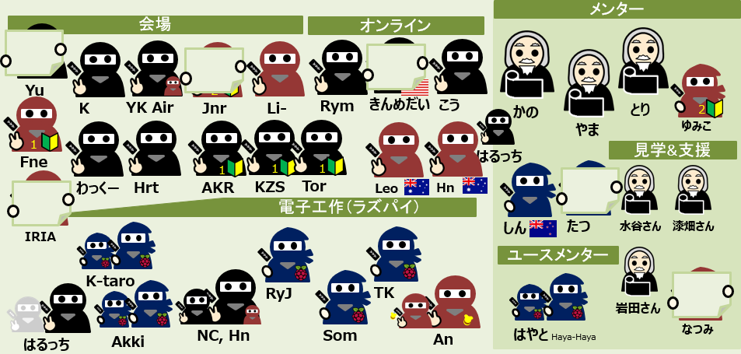 会場
オンライン
メンター
Yu
K
YK Air
Jnr
Li-
Rym
きんめだい
こう
かの
やま
とり
2
ゆみこ
1
Fne
わっくー
Hrt
1
AKR
1
KZS
1
Tor
Leo
Hn
はるっち
見学&支援
IRIA
しん
たつ
水谷さん
漆畑さん
電子工作(ラズパイ)
K-taro
RyJ
TK
ユースメンター
はるっち
Akki
NC, Hn
Som
An
はやと Haya-Haya
岩田さん
なつみ